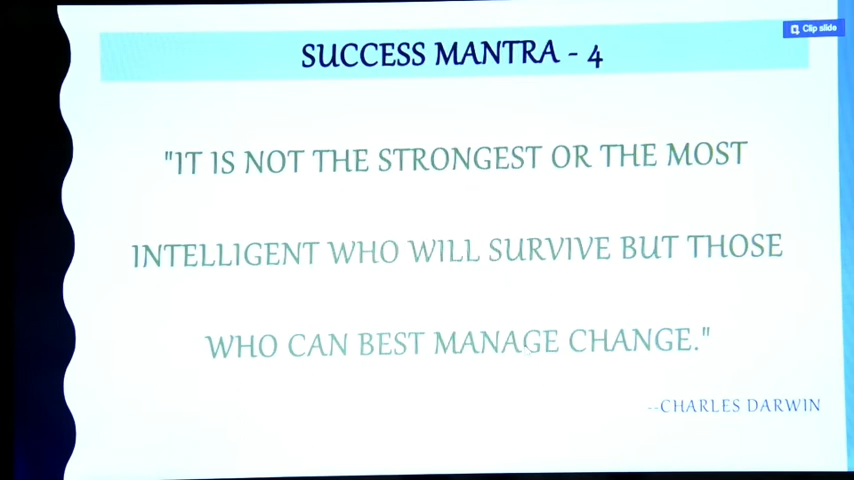 Clip slide
SUCCESS MANTRA - 4
"IT IS NOT THE STRONGEST OR THE MOST
INTELLIGENT WHO WILL SURVIVE BUT THOSE
WHO CAN BEST MANAGE CHANGE."
--CHARLES DARWIN